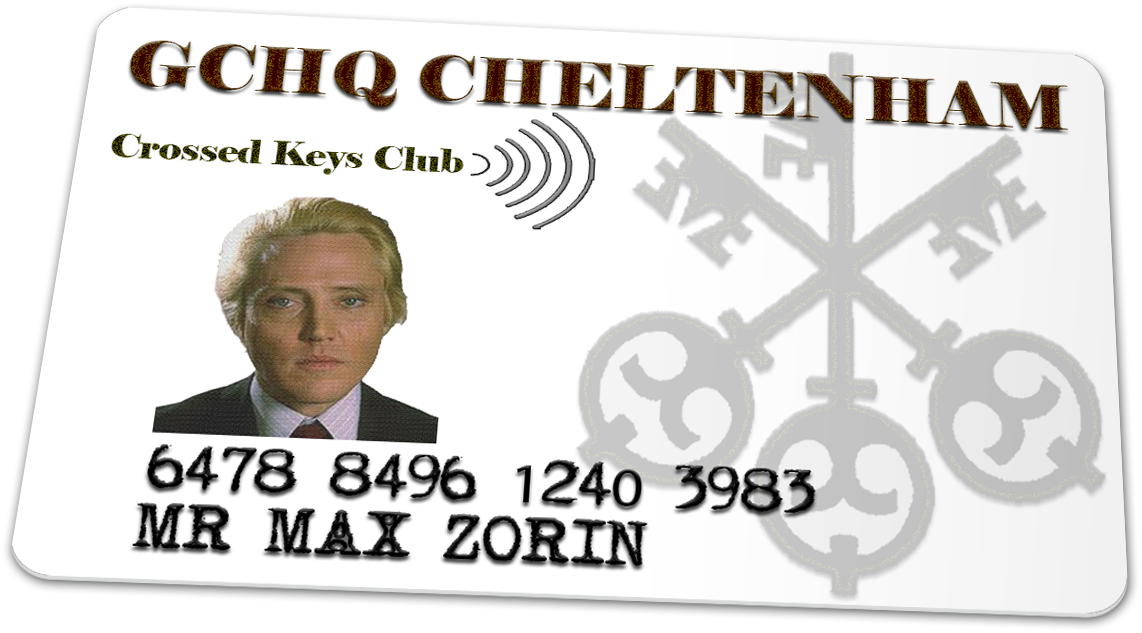 GCHQ CHELTENHAM
Crossed Keys Club
6478 8496 1240 3983
MR MAX ZORIN